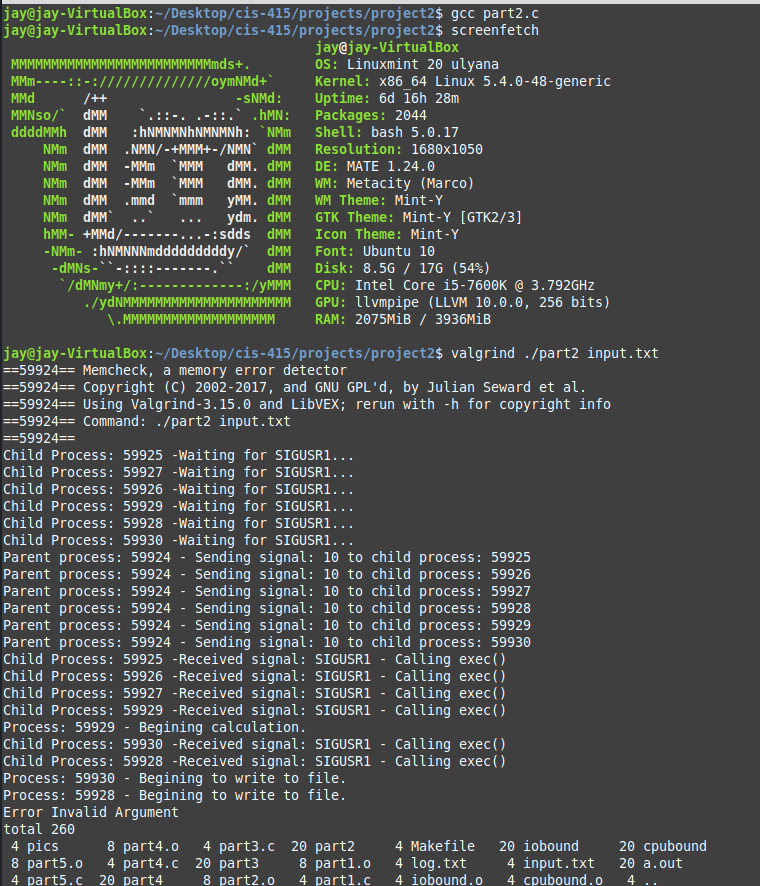 jay@jay-VirtualBox:~/Desktop/cis-415/projects/project2$ gcc part2.c
jay@jay-VirtualBox:~/Desktop/cis-415/projects/project2$ screenfetch
jay@jay-VirtualBox
MMMMMMMMMMMMMMMMMMMMMMMMMmds+. OS: Linuxmint 20 ulyana
MMm----::-://////////////oymNMd+` Kernel: x86_64 Linux 5.4.0-48-generic
MMd /++ -sNMd: Uptime: 6d 16h 28m
MMNso/` dMM `.::-. .-::.` .hMN: Packages: 2044
ddddMMh dMM :hNMNMNhNMNMNh: `NMm Shell: bash 5.0.17
NMm dMM .NMN/-+MMM+-/NMN` dMM Resolution: 1680x1050
NMm dMM -MMm `MMM dMM. dMM DE: MATE 1.24.0
NMm dMM -MMm `MMM dMM. dMM WM: Metacity (Marco)
NMm dMM .mmd `mmm yMM. dMM WM Theme: Mint-Y
NMm dMM` ..` ... ydm. dMM GTK Theme: Mint-Y [GTK2/3]
hMM- +MMd/-------...-:sdds dMM Icon Theme: Mint-Y
-NMm- :hNMNNNmdddddddddy/` dMM Font: Ubuntu 10
-dMNs-``-::::-------.`` dMM Disk: 8.5G / 17G (54%)
`/dMNmy+/:-------------:/yMMM CPU: Intel Core i5-7600K @ 3.792GHz
./ydNMMMMMMMMMMMMMMMMMMMMM GPU: llvmpipe (LLVM 10.0.0, 256 bits)
\.MMMMMMMMMMMMMMMMMMM RAM: 2075MiB / 3936MiB
jay@jay-VirtualBox:~/Desktop/cis-415/projects/project2$ valgrind ./part2 input.txt
==59924== Memcheck, a memory error detector
==59924== Copyright (C) 2002-2017, and GNU GPL'd, by Julian Seward et al.
==59924== Using Valgrind-3.15.0 and LibVEX; rerun with -h for copyright info
==59924== Command: ./part2 input.txt
==59924==
Child Process: 59925 -Waiting for SIGUSR1...
Child Process: 59927 -Waiting for SIGUSR1...
Child Process: 59926 -Waiting for SIGUSR1...
Child Process: 59929 -Waiting for SIGUSR1...
Child Process: 59928 -Waiting for SIGUSR1...
Child Process: 59930 -Waiting for SIGUSR1...
Parent process: 59924 - Sending signal: 10 to child process: 59925
Parent process: 59924 - Sending signal: 10 to child process: 59926
Parent process: 59924 - Sending signal: 10 to child process: 59927
Parent process: 59924 - Sending signal: 10 to child process: 59928
Parent process: 59924 - Sending signal: 10 to child process: 59929
Parent process: 59924 - Sending signal: 10 to child process: 59930
Child Process: 59925 -Received signal: SIGUSR1 - Calling exec()
Child Process: 59926 -Received signal: SIGUSR1 - Calling exec()
Child Process: 59927 -Received signal: SIGUSR1 - Calling exec()
Child Process: 59929 -Received signal: SIGUSR1 - Calling exec()
Process: 59929 - Begining calculation.
Child Process: 59930 -Received signal: SIGUSR1 - Calling exec()
Child Process: 59928 -Received signal: SIGUSR1 - Calling exec()
Process: 59930 - Begining to write to file.
Process: 59928 - Begining to write to file.
Error Invalid Argument
total 260
4 pics 8 part4.o 4 part3.c 20 part2 4 Makefile 20 iobound 20 cpubound
8 part5.o 4 part4.c 20 part3 8 part1.o 4 log.txt 4 input.txt 20 a.out
4 part5.c 20 part4 8 part2.o 4 part1.c 4 iobound.o 4 cpubound.o 4 ..